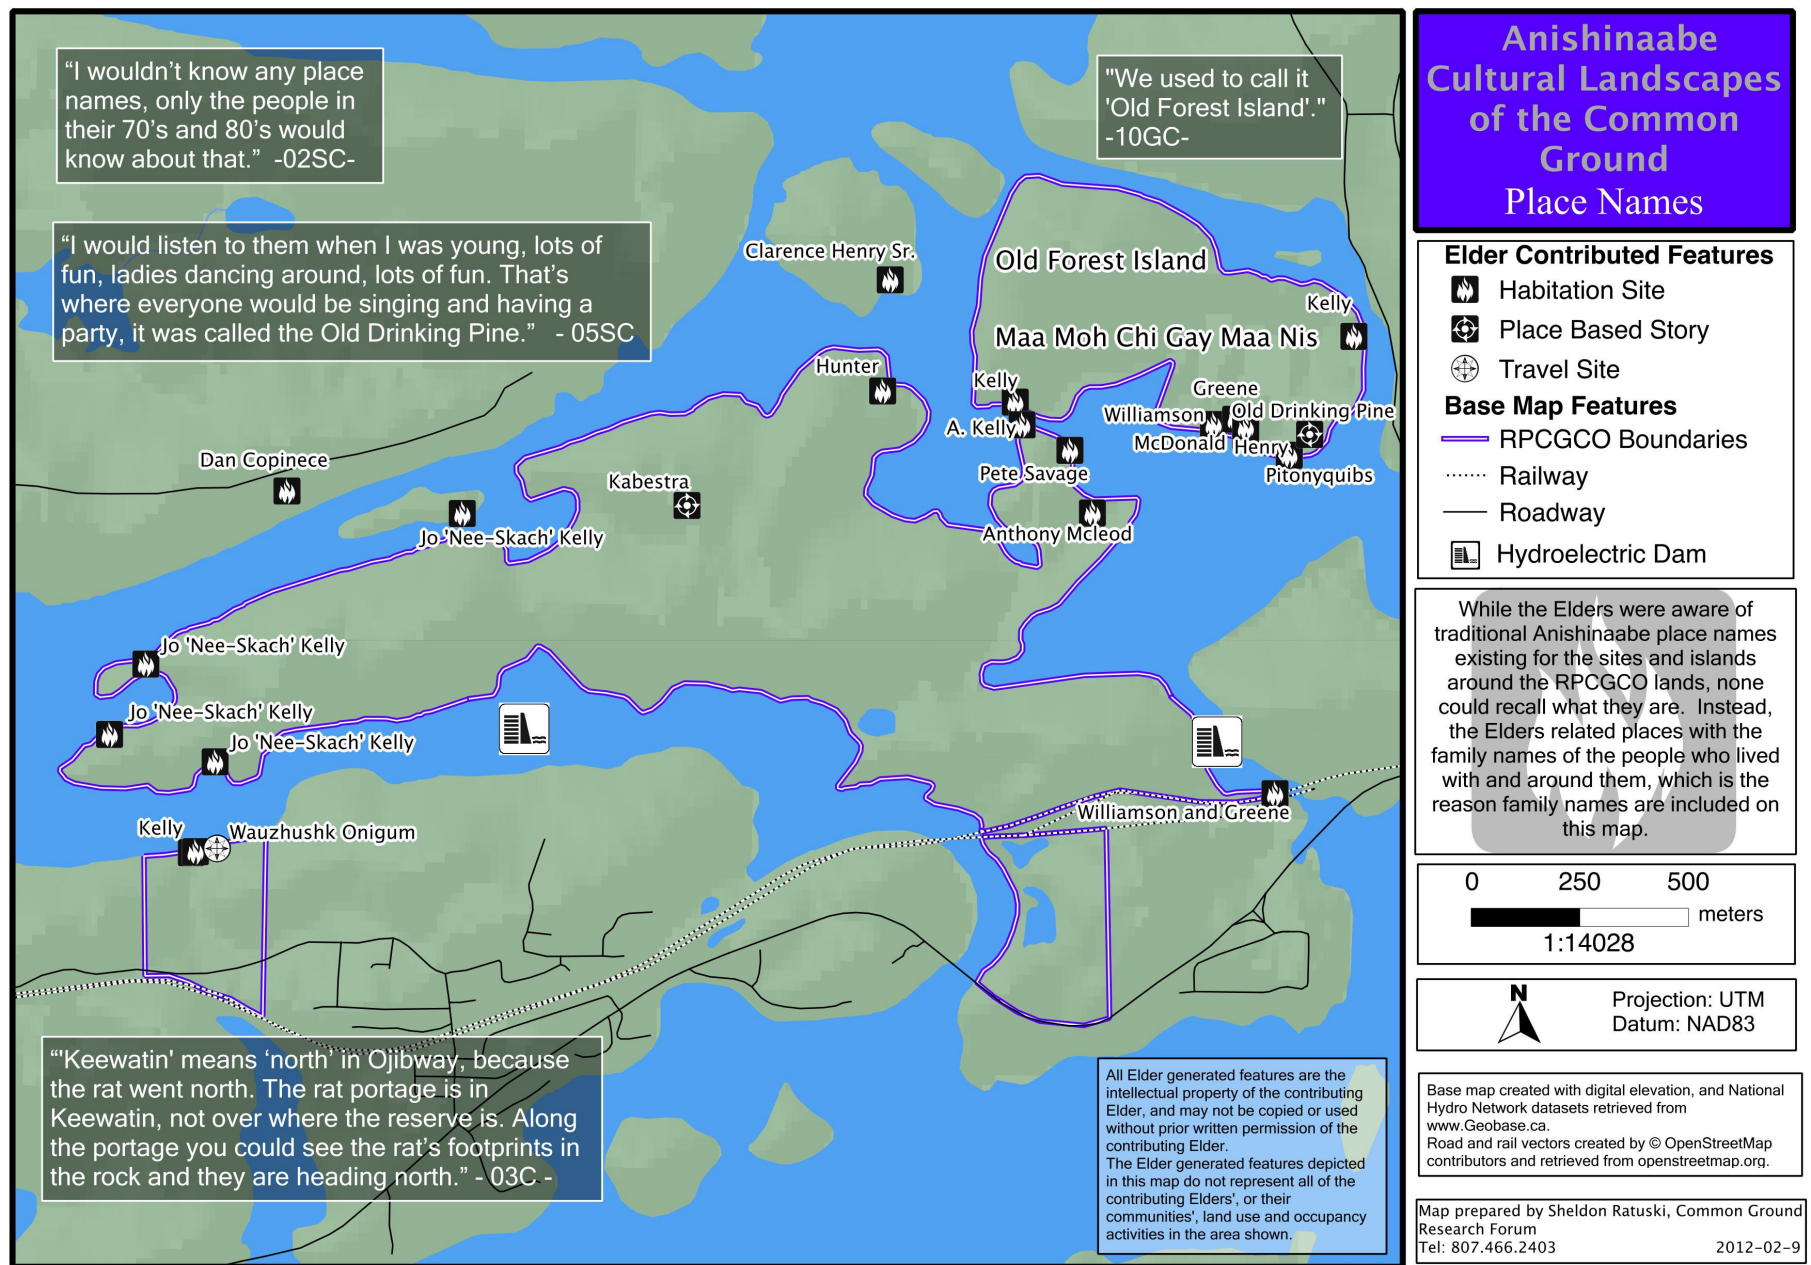 “I wouldn’t know any place
names, only the people in
their 70’s and 80’s would
know about that.”  -02SC-
"We used to call it
'Old Forest Island'."
-10GC-
“I would listen to them when I was young, lots of
fun, ladies dancing around, lots of fun. That’s
where everyone would be singing and having a
party, it was called the Old Drinking Pine.”   - 05SC
Clarence Henry Sr.
Old Forest Island
Kelly
Maa Moh Chi Gay Maa Nis
Hunter
Kelly
Greene
Williamson
Old Drinking Pine
A. Kelly
McDonald
Henry
Dan Copinece
Kabestra
Pete Savage
Pitonyquibs
Jo 'Nee-Skach' Kelly
Anthony Mcleod
Jo 'Nee-Skach' Kelly
Jo 'Nee-Skach' Kelly
Jo 'Nee-Skach' Kelly
Williamson and Greene
Kelly
Wauzhushk Onigum
“'Keewatin' means ‘north’ in Ojibway, because
the rat went north. The rat portage is in
Keewatin, not over where the reserve is. Along
the portage you could see the rat’s footprints in
the rock and they are heading north.” - 03C -
All Elder generated features are the
intellectual property of the contributing
Elder, and may not be copied or used
without prior written permission of the
contributing Elder.
The Elder generated features depicted
in this map do not represent all of the
contributing Elders', or their
communities', land use and occupancy
activities in the area shown.
Anishinaabe
Cultural Landscapes
of the Common
Ground
Place Names
Elder Contributed Features
Habitation Site
Place Based Story
Travel Site
Base Map Features
RPCGCO Boundaries
Railway
Roadway
Hydroelectric Dam
While the Elders were aware of
traditional Anishinaabe place names
existing for the sites and islands
around the RPCGCO lands, none
could recall what they are.  Instead,
the Elders related places with the
family names of the people who lived
with and around them, which is the
reason family names are included on
this map.
0 250 500
meters
1:14028
N
Projection: UTM
Datum: NAD83
Base map created with digital elevation, and National
Hydro Network datasets retrieved from
www.Geobase.ca.
Road and rail vectors created by © OpenStreetMap
contributors and retrieved from openstreetmap.org.
Map prepared by Sheldon Ratuski, Common Ground
Research Forum
Tel: 807.466.2403 2012-02-9